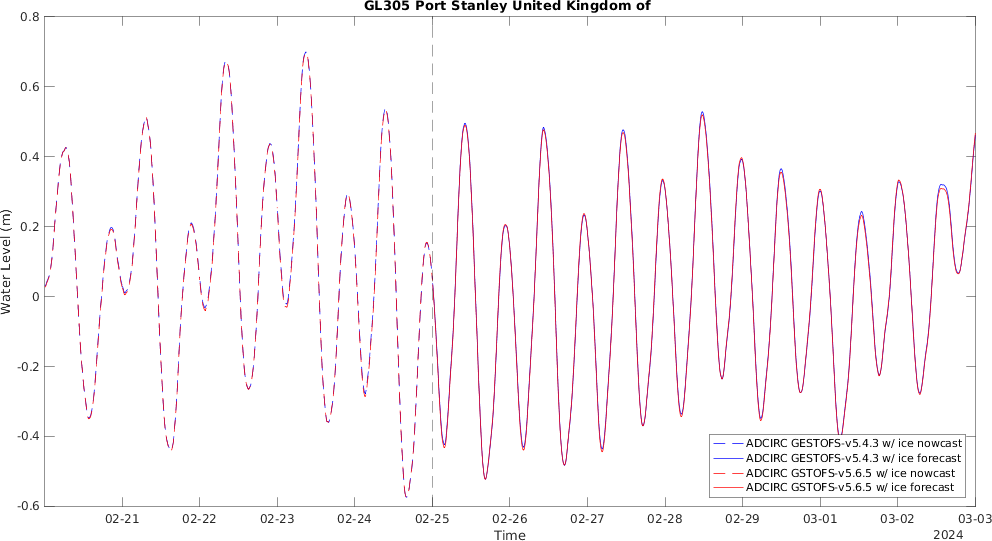 GL305 Port Stanley United Kingdom of
0.8
0.6
0.4
0.2
0
-0.2
-0.4
-0.6
Water Level (m)
ADCIRC GESTOFS-v5.4.3 w/ ice nowcast
ADCIRC GESTOFS-v5.4.3 w/ ice forecast
ADCIRC GSTOFS-v5.6.5 w/ ice nowcast
ADCIRC GSTOFS-v5.6.5 w/ ice forecast
02-21 02-22 02-23 02-24 02-25 02-26 02-27 02-28 02-29 03-01 03-02 03-03
Time
2024